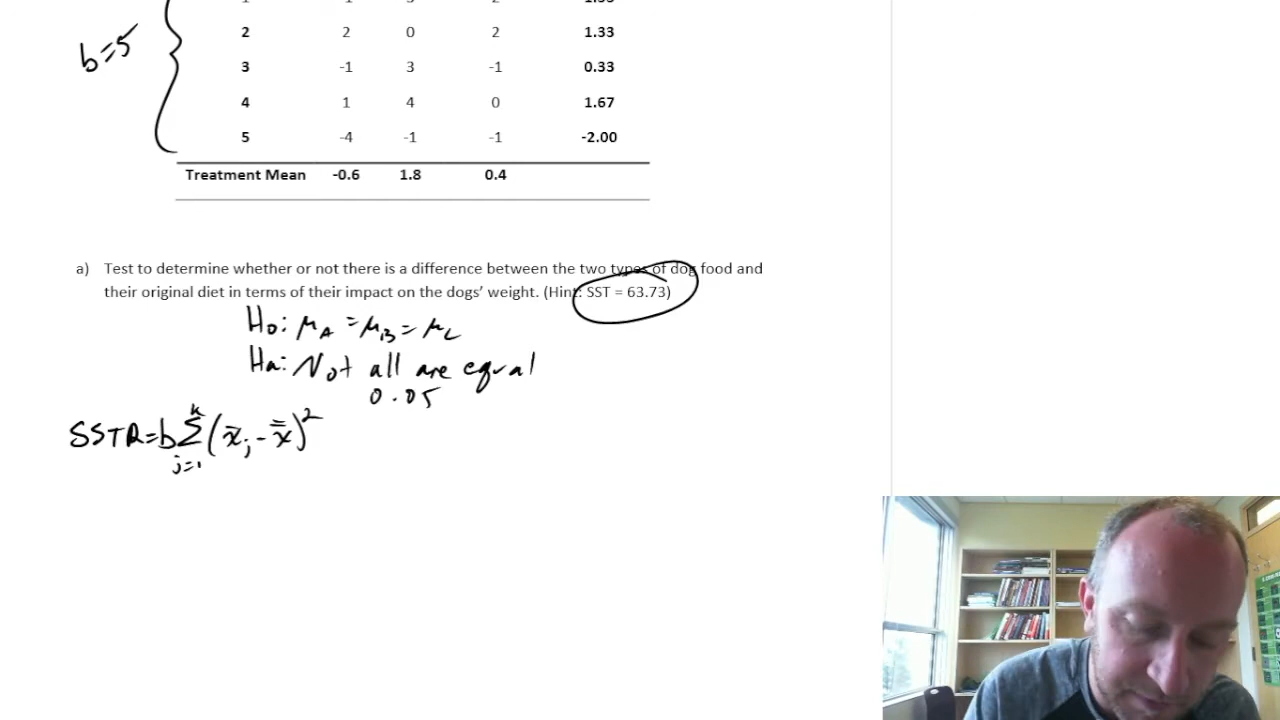 2 2 0 2 1.33
b=5
3 -1 3 -1 0.33
4 1 4 0 1.67
5 -4 -1 -1 -2.00
Treatment Mean -0.6 1.8 0.4
a) Test to determine whether or not there is a difference between the two types of dog food and
their original diet in terms of their impact on the dogs' weight. (Hint: SST = 63.73)
H₀: μ_A = μ_B = μ_C
Ha: Not all are equal
0.05
SSTR=b∑_{j=1}^{k}(x̄_j - x̿)²